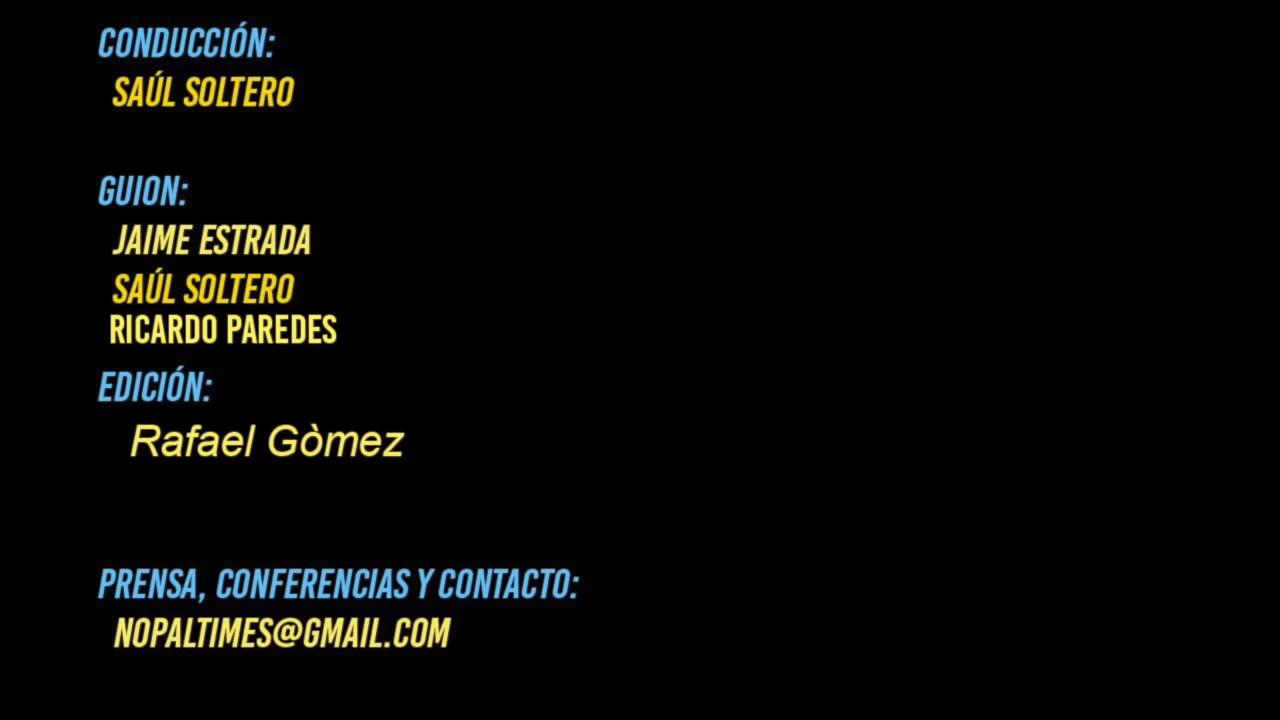 CONDUCCIÓN:
SAÚL SOLTERO
GUION:
JAIME ESTRADA
SAÚL SOLTERO
RICARDO PAREDES
EDICIÓN:
Rafael Gòmez
PRENSA, CONFERENCIAS Y CONTACTO:
NOPALTIMES@GMAIL.COM